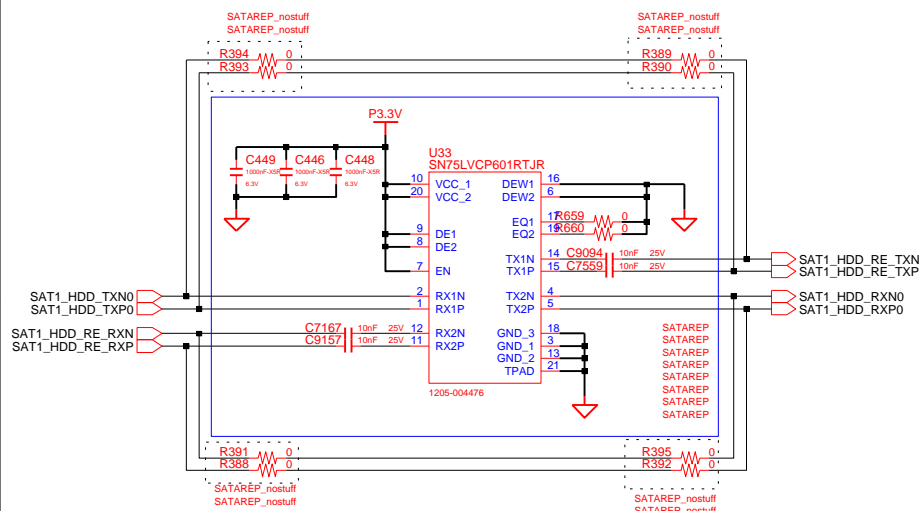 SATAREP_nostuff
SATAREP_nostuff
SATAREP_nostuff
SATAREP_nostuff
R394 0
R393 0
R389 0
R390 0
P3.3V
C449
1000nF-X5R
6.3V
C446
1000nF-X5R
6.3V
C448
1000nF-X5R
6.3V
U33
SN75LVCP601RTJR
10 VCC_1
20 VCC_2
9 DE1
8 DE2
7 EN
2 RX1N
1 RX1P
12 RX2N
11 RX2P
DEW1 16
DEW2 6
EQ1 17 R659 0
EQ2 19 R660 0
TX1N 14 C9094 10nF 25V
TX1P 15 C7559 10nF 25V
TX2N 4
TX2P 5
GND_3 18
GND_1 3
GND_2 13
TPAD 21
1205-004476
SAT1_HDD_TXN0
SAT1_HDD_TXP0
SAT1_HDD_RE_RXN
SAT1_HDD_RE_RXP
C7167 10nF 25V
C9157 10nF 25V
SAT1_HDD_RE_TXN
SAT1_HDD_RE_TXP
SAT1_HDD_RXN0
SAT1_HDD_RXP0
SATAREP
SATAREP
SATAREP
SATAREP
SATAREP
SATAREP
SATAREP
SATAREP
R391 0
R388 0
R395 0
R392 0
SATAREP_nostuff
SATAREP_nostuff
SATAREP_nostuff
SATAREP_nostuff